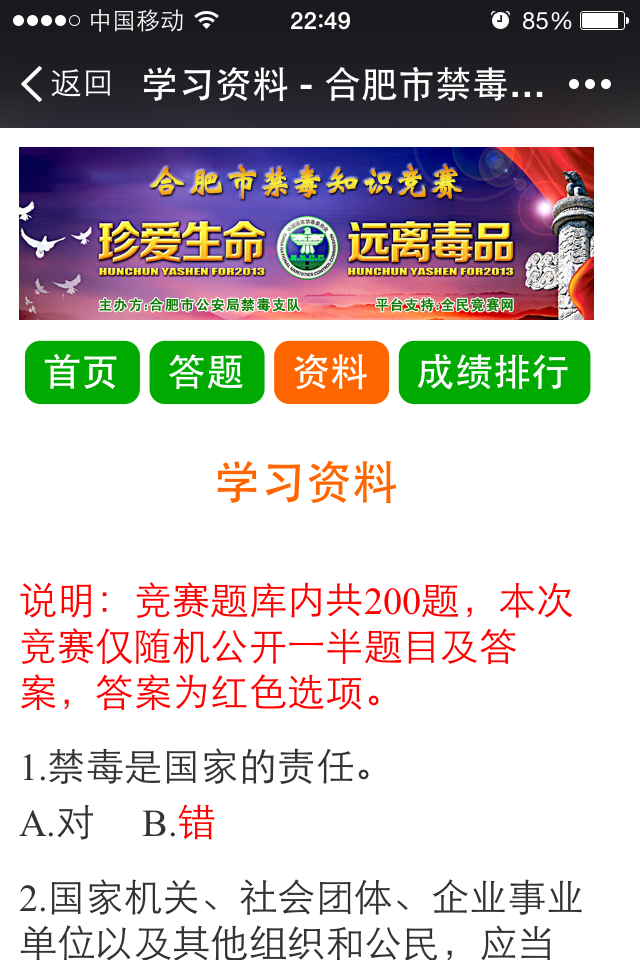 中国移动 22:49 85%
返回 学习资料 - 合肥市禁毒...
合肥市禁毒知识竞赛
珍爱生命 远离毒品
HUNCHUN YASHEN FOR2013 HUNCHUN YASHEN FOR2013
主办方:合肥市公安局禁毒支队 平台支持:全民竞赛网
首页 答题 资料 成绩排行
学习资料
说明：竞赛题库内共200题，本次
竞赛仅随机公开一半题目及答
案，答案为红色选项。
1.禁毒是国家的责任。
A.对 B.错
2.国家机关、社会团体、企业事业
单位以及其他组织和公民，应当